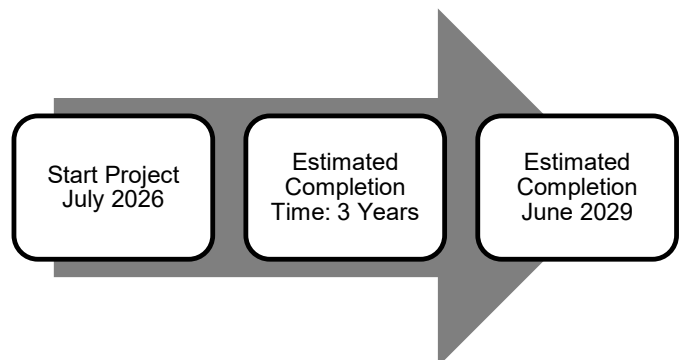 Start Project
July 2026
Estimated
Completion
Time: 3 Years
Estimated
Completion
June 2029